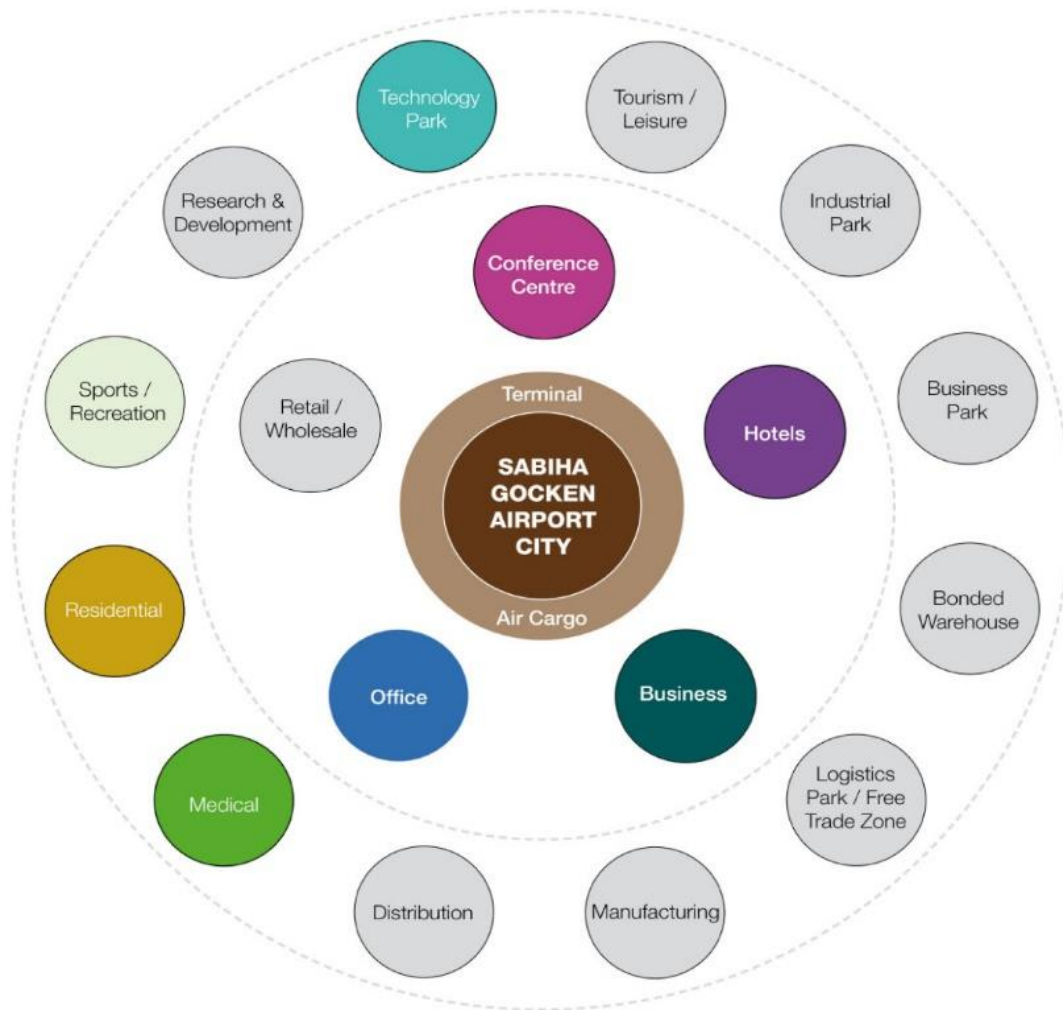 Technology
Park
Tourism /
Leisure
Research &
Development
Industrial
Park
Conference
Centre
Sports /
Recreation
Retail /
Wholesale
Terminal
SABIHA
GOCKEN
AIRPORT
CITY
Air Cargo
Hotels
Business
Park
Residential
Bonded
Warehouse
Office
Business
Medical
Logistics
Park / Free
Trade Zone
Distribution
Manufacturing